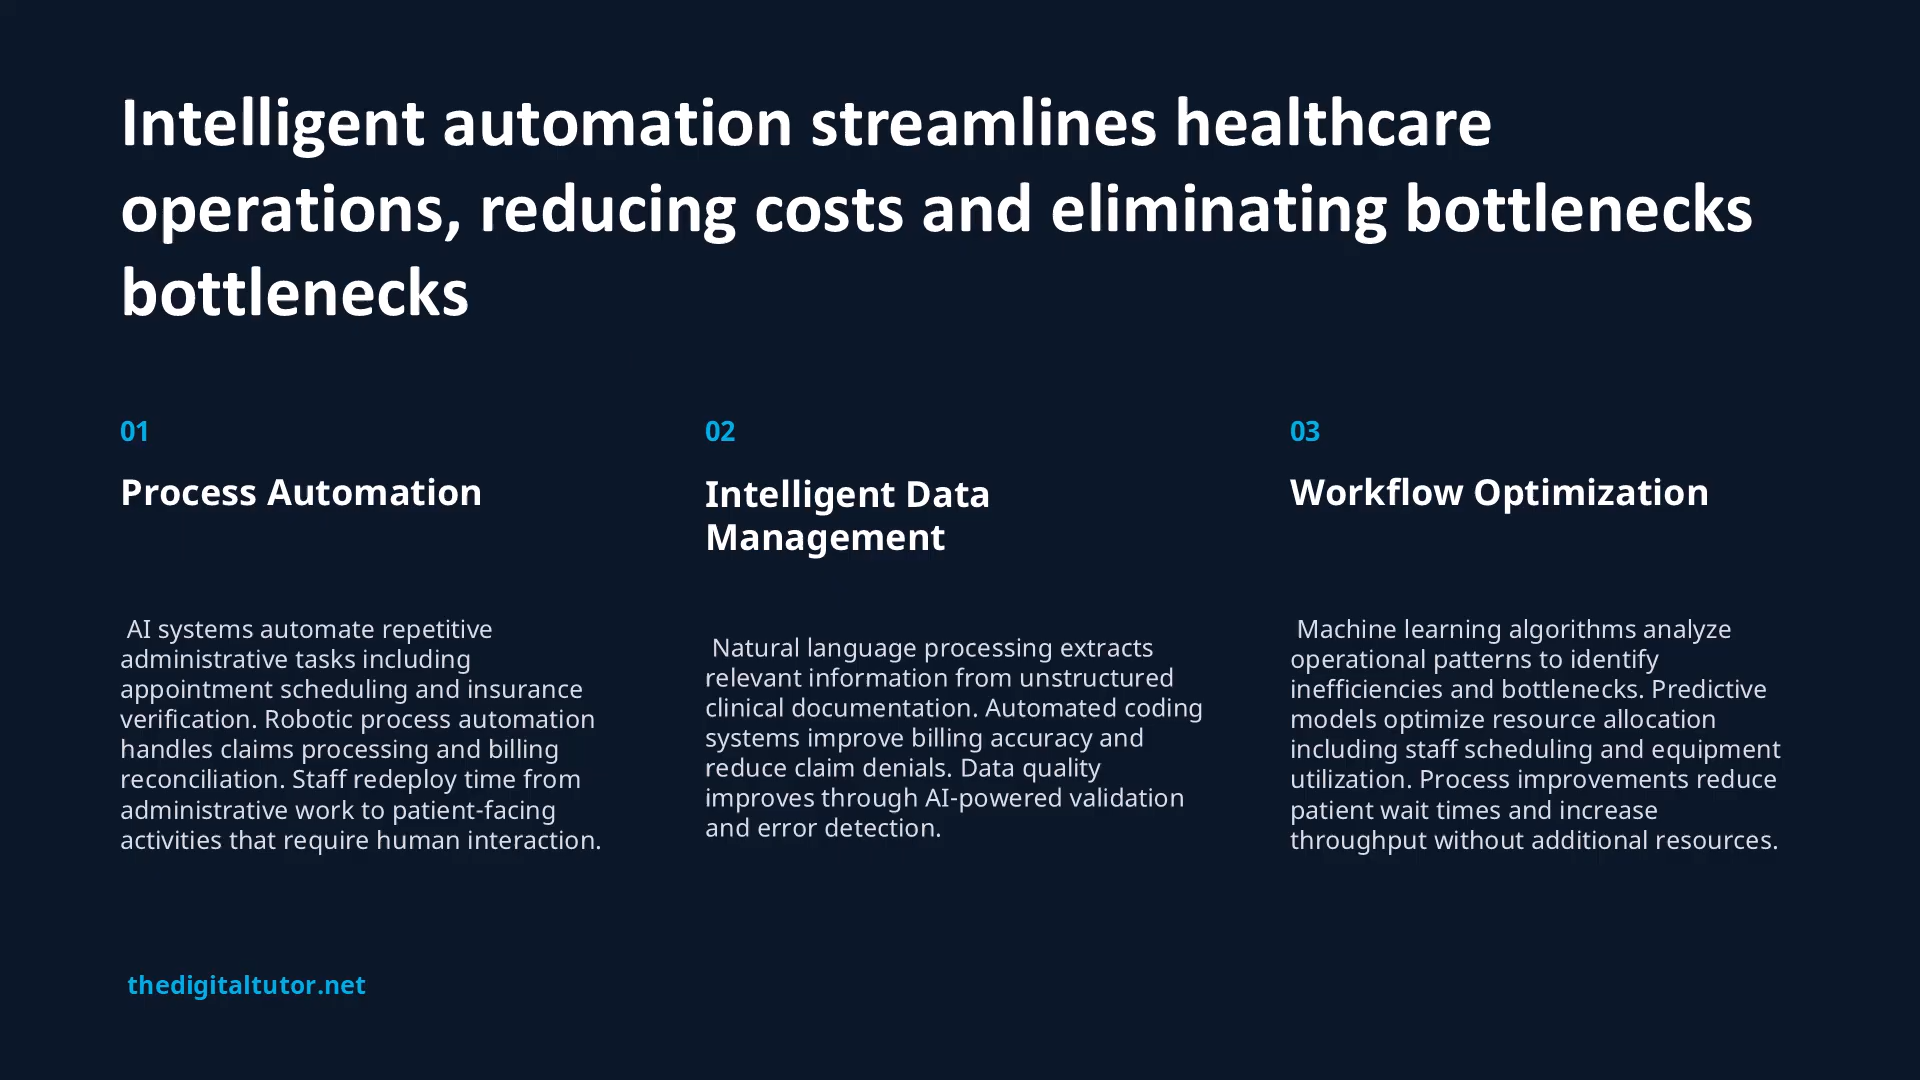 Intelligent automation streamlines healthcare
operations, reducing costs and eliminating bottlenecks
bottlenecks
01
Process Automation
AI systems automate repetitive
administrative tasks including
appointment scheduling and insurance
verification. Robotic process automation
handles claims processing and billing
reconciliation. Staff redeploy time from
administrative work to patient-facing
activities that require human interaction.
02
Intelligent Data
Management
Natural language processing extracts
relevant information from unstructured
clinical documentation. Automated coding
systems improve billing accuracy and
reduce claim denials. Data quality
improves through AI-powered validation
and error detection.
03
Workflow Optimization
Machine learning algorithms analyze
operational patterns to identify
inefficiencies and bottlenecks. Predictive
models optimize resource allocation
including staff scheduling and equipment
utilization. Process improvements reduce
patient wait times and increase
throughput without additional resources.
thedigitaltutor.net